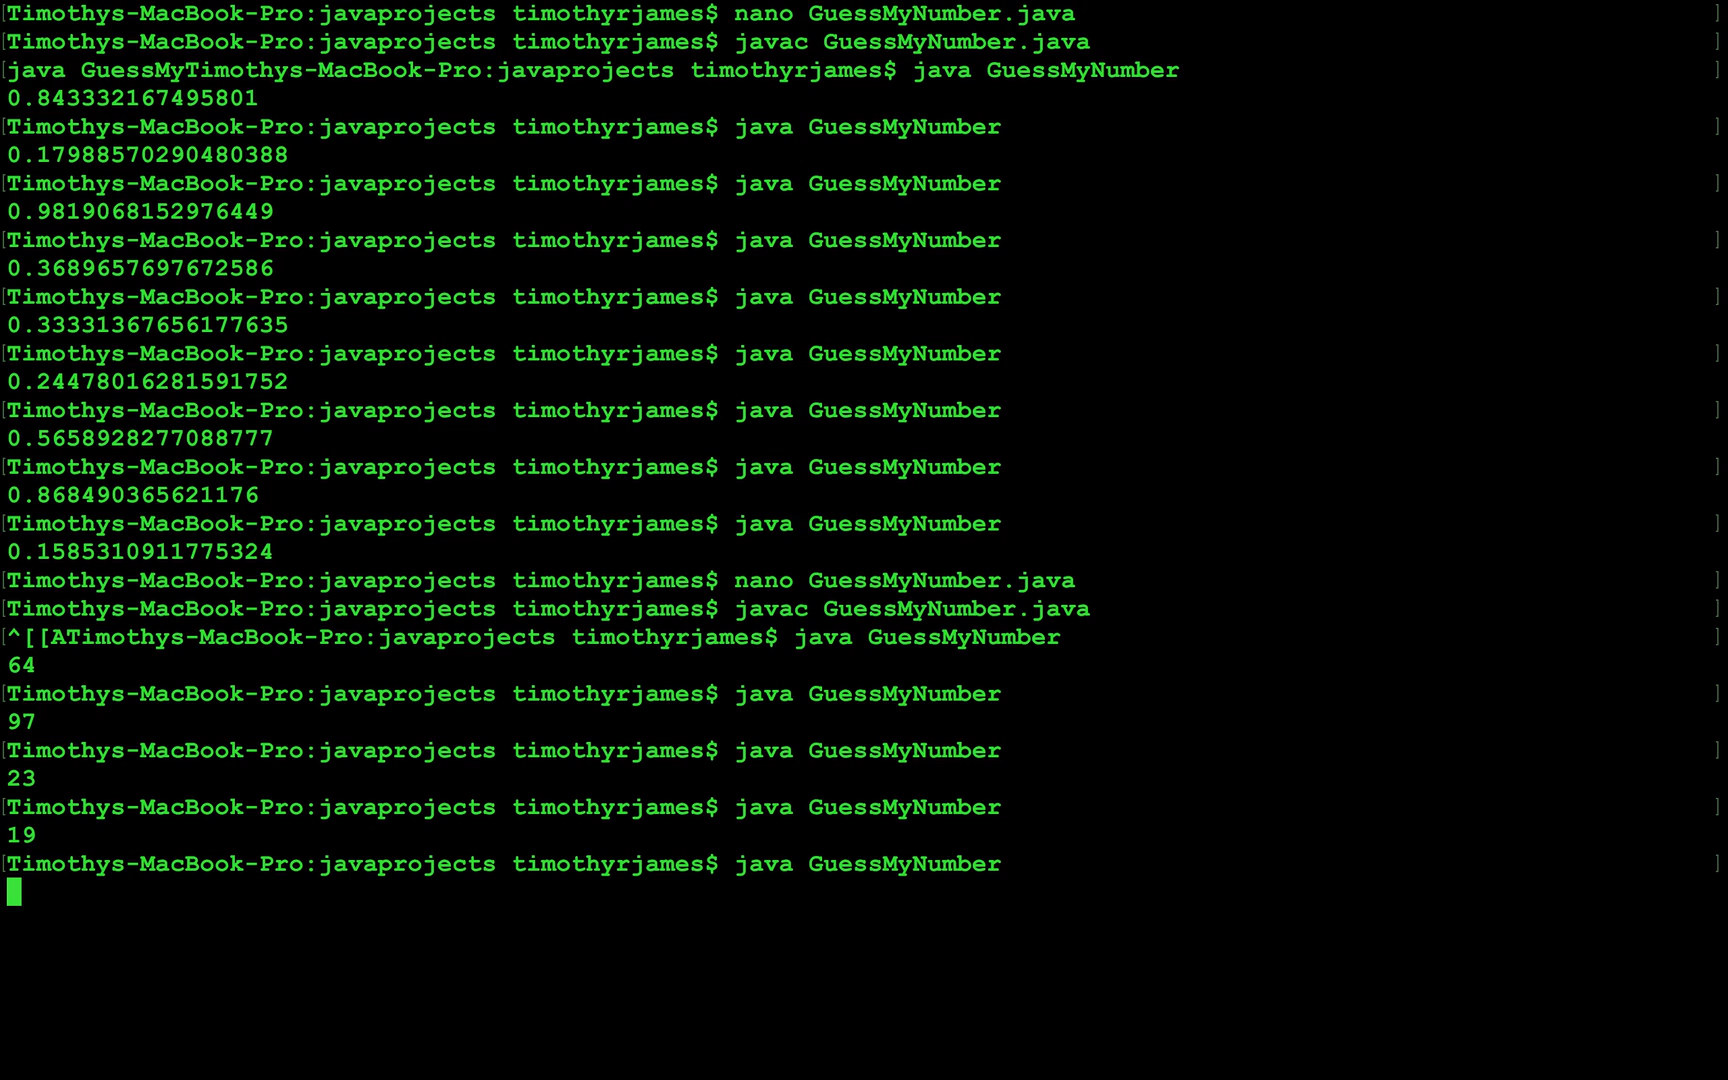 [Timothys-MacBook-Pro:javaprojects timothyrjames$ nano GuessMyNumber.java ]
[Timothys-MacBook-Pro:javaprojects timothyrjames$ javac GuessMyNumber.java ]
[java GuessMyTimothys-MacBook-Pro:javaprojects timothyrjames$ java GuessMyNumber ]
0.843332167495801
[Timothys-MacBook-Pro:javaprojects timothyrjames$ java GuessMyNumber ]
0.17988570290480388
[Timothys-MacBook-Pro:javaprojects timothyrjames$ java GuessMyNumber ]
0.9819068152976449
[Timothys-MacBook-Pro:javaprojects timothyrjames$ java GuessMyNumber ]
0.3689657697672586
[Timothys-MacBook-Pro:javaprojects timothyrjames$ java GuessMyNumber ]
0.33331367656177635
[Timothys-MacBook-Pro:javaprojects timothyrjames$ java GuessMyNumber ]
0.24478016281591752
[Timothys-MacBook-Pro:javaprojects timothyrjames$ java GuessMyNumber ]
0.5658928277088777
[Timothys-MacBook-Pro:javaprojects timothyrjames$ java GuessMyNumber ]
0.868490365621176
[Timothys-MacBook-Pro:javaprojects timothyrjames$ java GuessMyNumber ]
0.1585310911775324
[Timothys-MacBook-Pro:javaprojects timothyrjames$ nano GuessMyNumber.java ]
[Timothys-MacBook-Pro:javaprojects timothyrjames$ javac GuessMyNumber.java ]
[^[[ATimothys-MacBook-Pro:javaprojects timothyrjames$ java GuessMyNumber ]
64
[Timothys-MacBook-Pro:javaprojects timothyrjames$ java GuessMyNumber ]
97
[Timothys-MacBook-Pro:javaprojects timothyrjames$ java GuessMyNumber ]
23
[Timothys-MacBook-Pro:javaprojects timothyrjames$ java GuessMyNumber ]
19
[Timothys-MacBook-Pro:javaprojects timothyrjames$ java GuessMyNumber ]